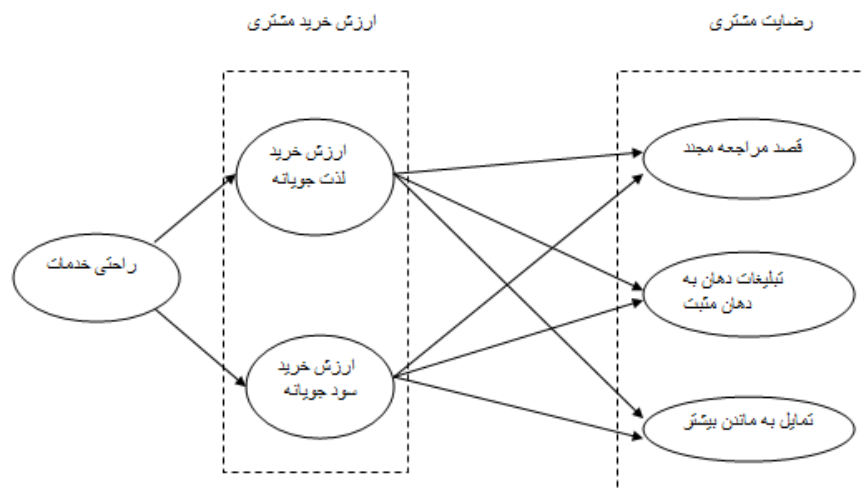 رضایت مشتری
ارزش خرید مشتری
قصد مراجعه مجدد
ارزش خرید
لذت جویانه
راحتی خدمات
تبلیغات دهان به
دهان مثبت
ارزش خرید
سود جویانه
تمایل به ماندن بیشتر